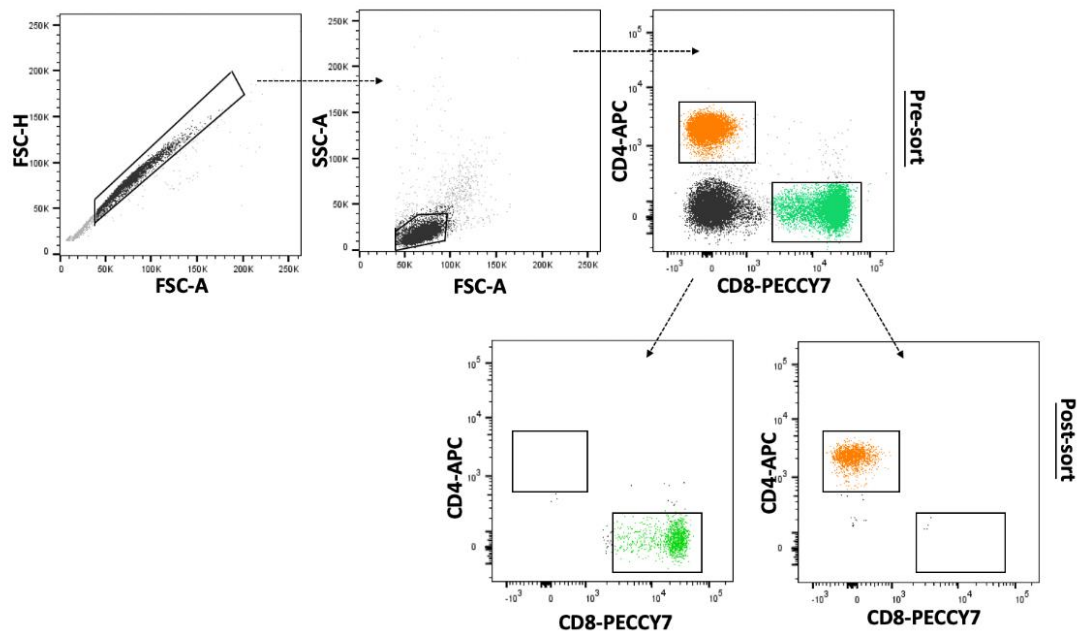 250K
200K
150K
100K
50K
0
FSC-H
0 50K 100K 150K 200K 250K
FSC-A
250K
200K
150K
100K
50K
0
SSC-A
0 50K 100K 150K 200K 250K
FSC-A
10^5
10^4
10^3
0
CD4-APC
-10^3 0 10^3 10^4 10^5
CD8-PECCY7
Pre-sort
10^5
10^4
10^3
0
CD4-APC
-10^3 0 10^3 10^4 10^5
CD8-PECCY7
10^5
10^4
10^3
0
CD4-APC
-10^3 0 10^3 10^4 10^5
CD8-PECCY7
Post-sort